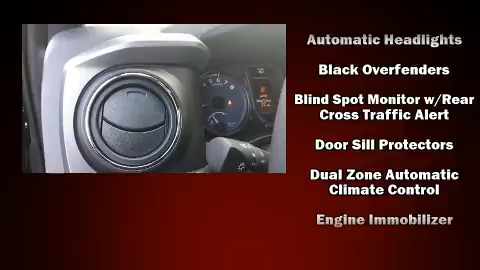 Automatic Headlights
Black Overfenders
Blind Spot Monitor w/Rear
Cross Traffic Alert
Door Sill Protectors
Dual Zone Automatic
Climate Control
Engine Immobilizer